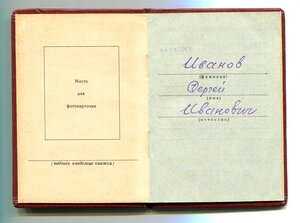 Место
для
фотокарточки
(подпись владельца книжки)
Иванов
(фамилия)
Сергей
(имя)
Иванович
(отчество)